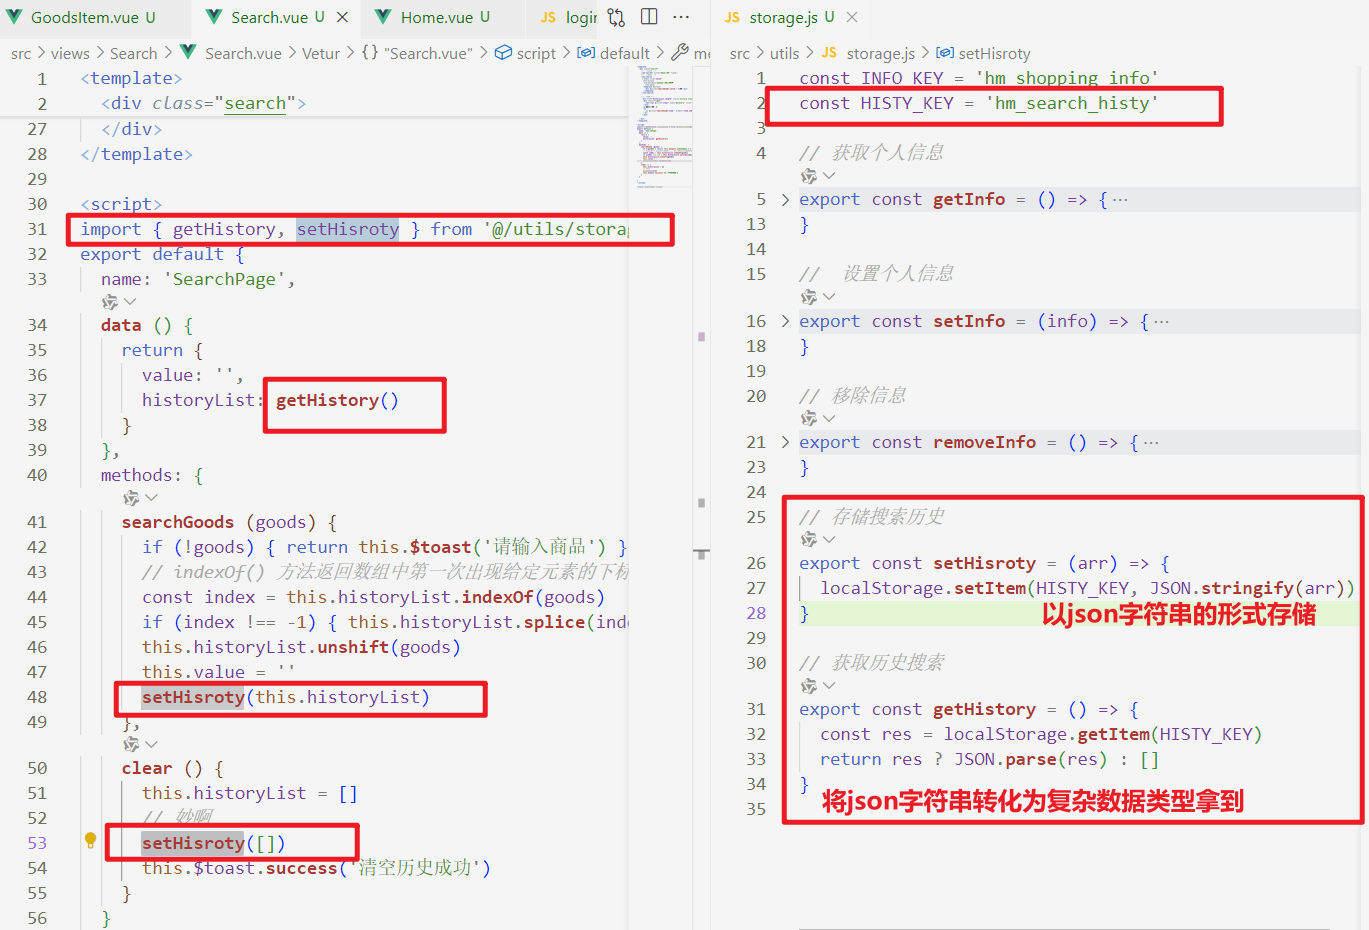 GoodsItem.vue U
Search.vue U
Home.vue U
JS login
src > views > Search > Search.vue > Vetur > {} "Search.vue" > script > default > me
1 <template>
2 <div class="search">
27 </div>
28 </template>
29
30 <script>
31 import { getHistory, setHisroty } from '@/utils/stora
32 export default {
33 name: 'SearchPage',
34 data () {
35 return {
36 value: '',
37 historyList: getHistory()
38 }
39 },
40 methods: {
41 searchGoods (goods) {
42 if (!goods) { return this.$toast('请输入商品') }
43 // indexOf() 方法返回数组中第一次出现给定元素的下标
44 const index = this.historyList.indexOf(goods)
45 if (index !== -1) { this.historyList.splice(inde
46 this.historyList.unshift(goods)
47 this.value = ''
48 setHisroty(this.historyList)
49 },
50 clear () {
51 this.historyList = []
52 // 妙啊
53 setHisroty([])
54 this.$toast.success('清空历史成功')
55 }
56 }
JS storage.js U
src > utils > JS storage.js > setHisroty
1 const INFO_KEY = 'hm_shopping_info'
2 const HISTY_KEY = 'hm_search_histy'
3
4 // 获取个人信息
5 > export const getInfo = () => { ···
13 }
14
15 // 设置个人信息
16 > export const setInfo = (info) => { ···
18 }
19
20 // 移除信息
21 > export const removeInfo = () => { ···
23 }
24
25 // 存储搜索历史
26 export const setHisroty = (arr) => {
27 localStorage.setItem(HISTY_KEY, JSON.stringify(arr))
28 }
以json字符串的形式存储
29
30 // 获取历史搜索
31 export const getHistory = () => {
32 const res = localStorage.getItem(HISTY_KEY)
33 return res ? JSON.parse(res) : []
34 }
将json字符串转化为复杂数据类型拿到
35